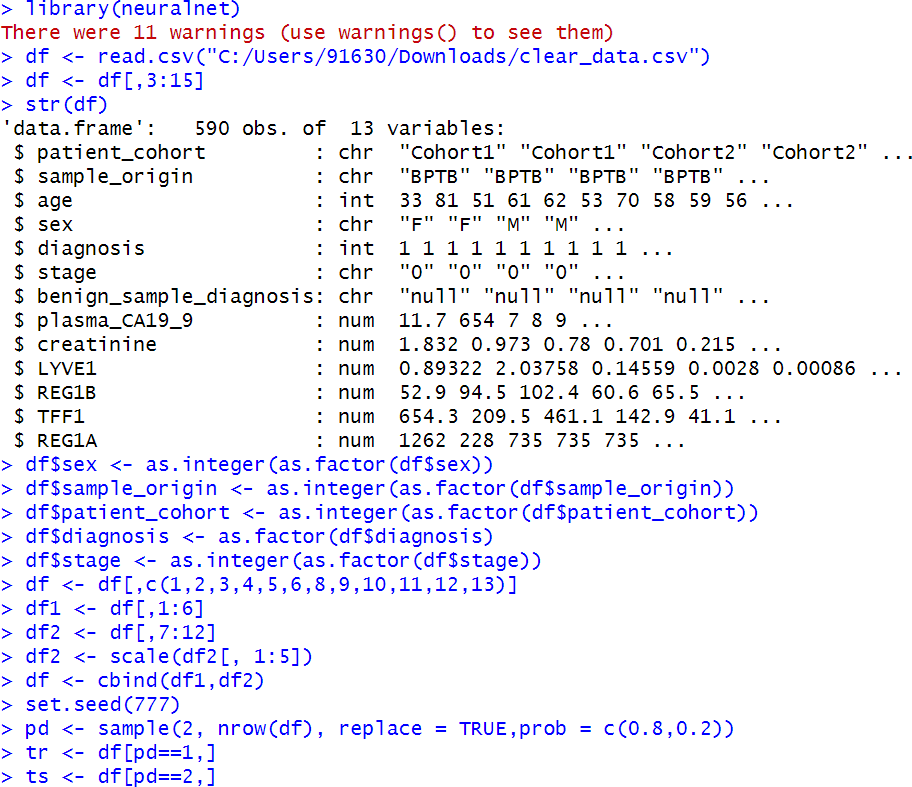 > library(neuralnet)
There were 11 warnings (use warnings() to see them)
> df <- read.csv("C:/Users/91630/Downloads/clear_data.csv")
> df <- df[,3:15]
> str(df)
'data.frame':   590 obs. of  13 variables:
 $ patient_cohort         : chr  "Cohort1" "Cohort1" "Cohort2" "Cohort2" ...
 $ sample_origin          : chr  "BPTB" "BPTB" "BPTB" "BPTB" ...
 $ age                    : int  33 81 51 61 62 53 70 58 59 56 ...
 $ sex                    : chr  "F" "F" "M" "M" ...
 $ diagnosis              : int  1 1 1 1 1 1 1 1 1 1 ...
 $ stage                  : chr  "0" "0" "0" "0" ...
 $ benign_sample_diagnosis: chr  "null" "null" "null" "null" ...
 $ plasma_CA19_9          : num  11.7 654 7 8 9 ...
 $ creatinine             : num  1.832 0.973 0.78 0.701 0.215 ...
 $ LYVE1                  : num  0.89322 2.03758 0.14559 0.0028 0.00086 ...
 $ REG1B                  : num  52.9 94.5 102.4 60.6 65.5 ...
 $ TFF1                   : num  654.3 209.5 461.1 142.9 41.1 ...
 $ REG1A                  : num  1262 228 735 735 735 ...
> df$sex <- as.integer(as.factor(df$sex))
> df$sample_origin <- as.integer(as.factor(df$sample_origin))
> df$patient_cohort <- as.integer(as.factor(df$patient_cohort))
> df$diagnosis <- as.factor(df$diagnosis)
> df$stage <- as.integer(as.factor(df$stage))
> df <- df[,c(1,2,3,4,5,6,8,9,10,11,12,13)]
> df1 <- df[,1:6]
> df2 <- df[,7:12]
> df2 <- scale(df2[, 1:5])
> df <- cbind(df1,df2)
> set.seed(777)
> pd <- sample(2, nrow(df), replace = TRUE,prob = c(0.8,0.2))
> tr <- df[pd==1,]
> ts <- df[pd==2,]